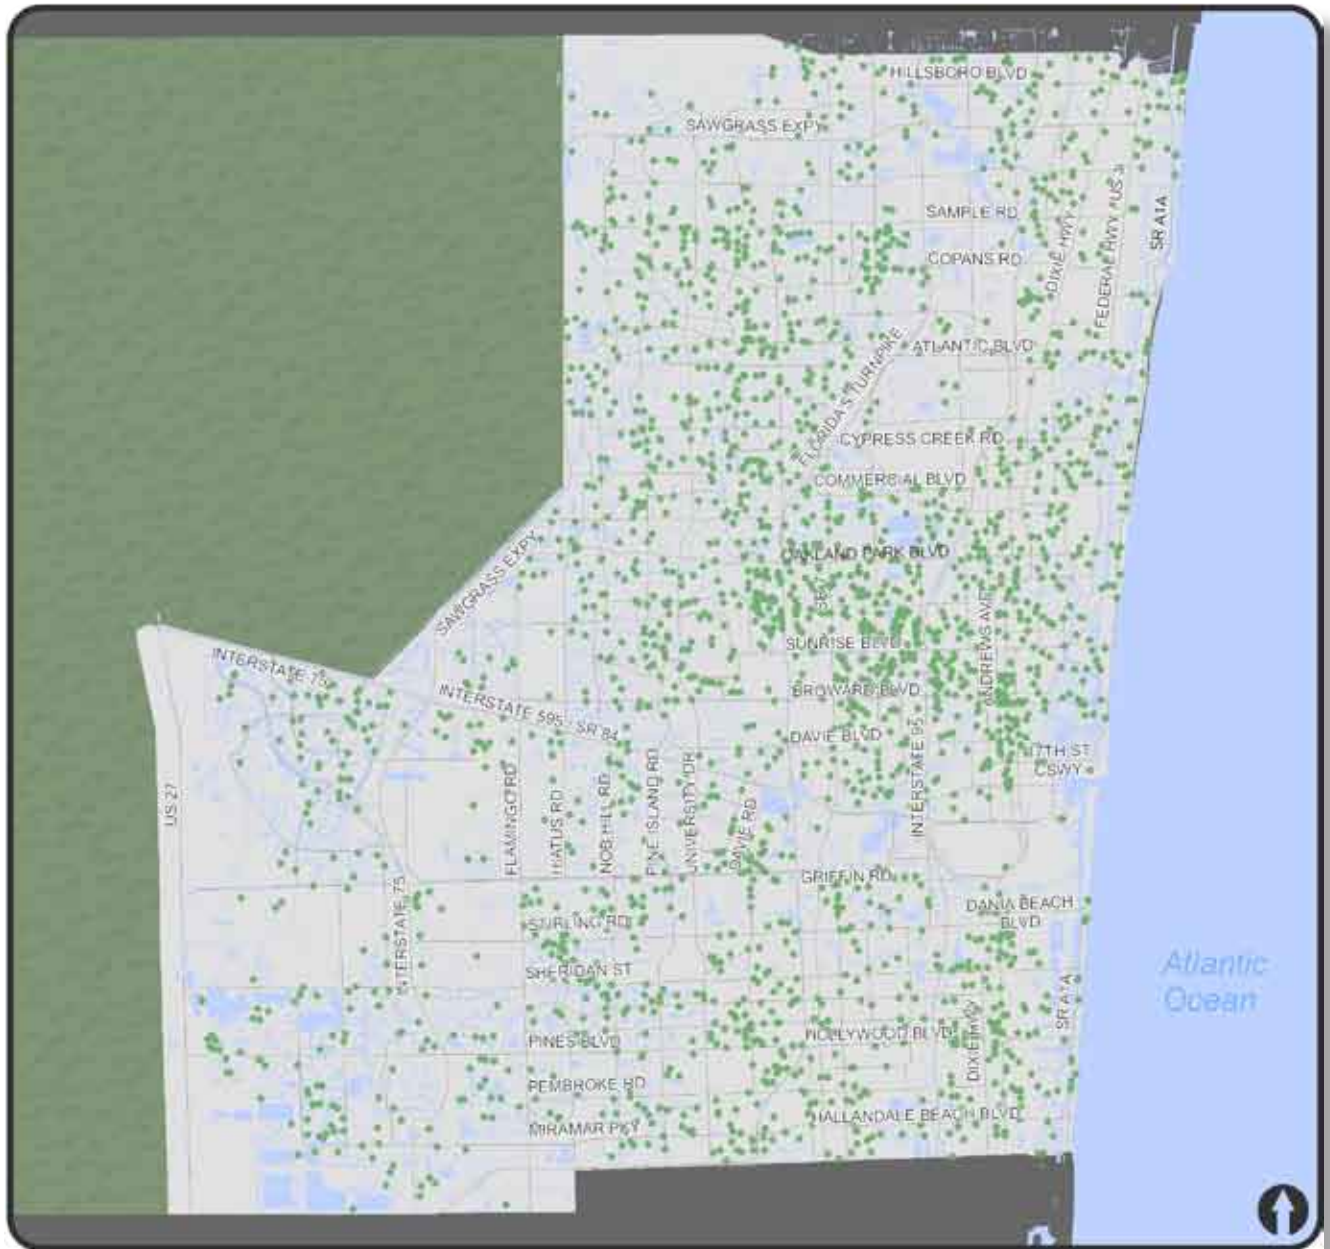 HILLSBORO BLVD
SAWGRASS EXPY
SAMPLE RD
DIXIE HWY
FEDERAL HWY
SR A1A
COPANS RD
FLORIDA'S TURNPIKE
ATLANTIC BLVD
CYPRESS CREEK RD
COMMERCIAL BLVD
SAWGRASS EXPY
OAKLAND PARK BLVD
ANDREWS AVE
SUNRISE BLVD
INTERSTATE 75
BROWARD BLVD
INTERSTATE 595 - SR 84
DAVIE BLVD
17TH ST
CSWY
US 27
FLAMINGO RD
HIATUS RD
NOB HILL RD
PINE ISLAND RD
UNIVERSITY DR
DAVIE RD
INTERSTATE 95
GRIFFIN RD
INTERSTATE 75
DANIA BEACH
BLVD
STIRLING RD
SHERIDAN ST
Atlantic
Ocean
SR A1A
PINES BLVD
HOLLYWOOD BLVD
DIXIE HWY
PEMBROKE RD
HALLANDALE BEACH BLVD
MIRAMAR PKY